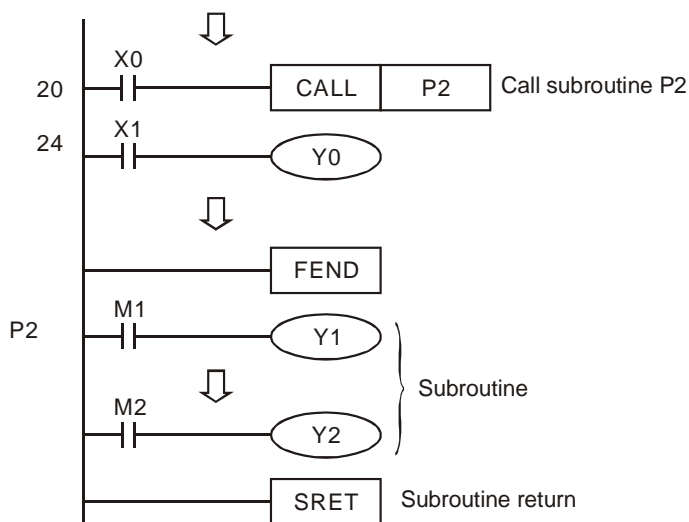 X0
20 CALL P2 Call subroutine P2
X1
24 Y0
FEND
M1
P2 Y1
Subroutine
M2
Y2
SRET Subroutine return